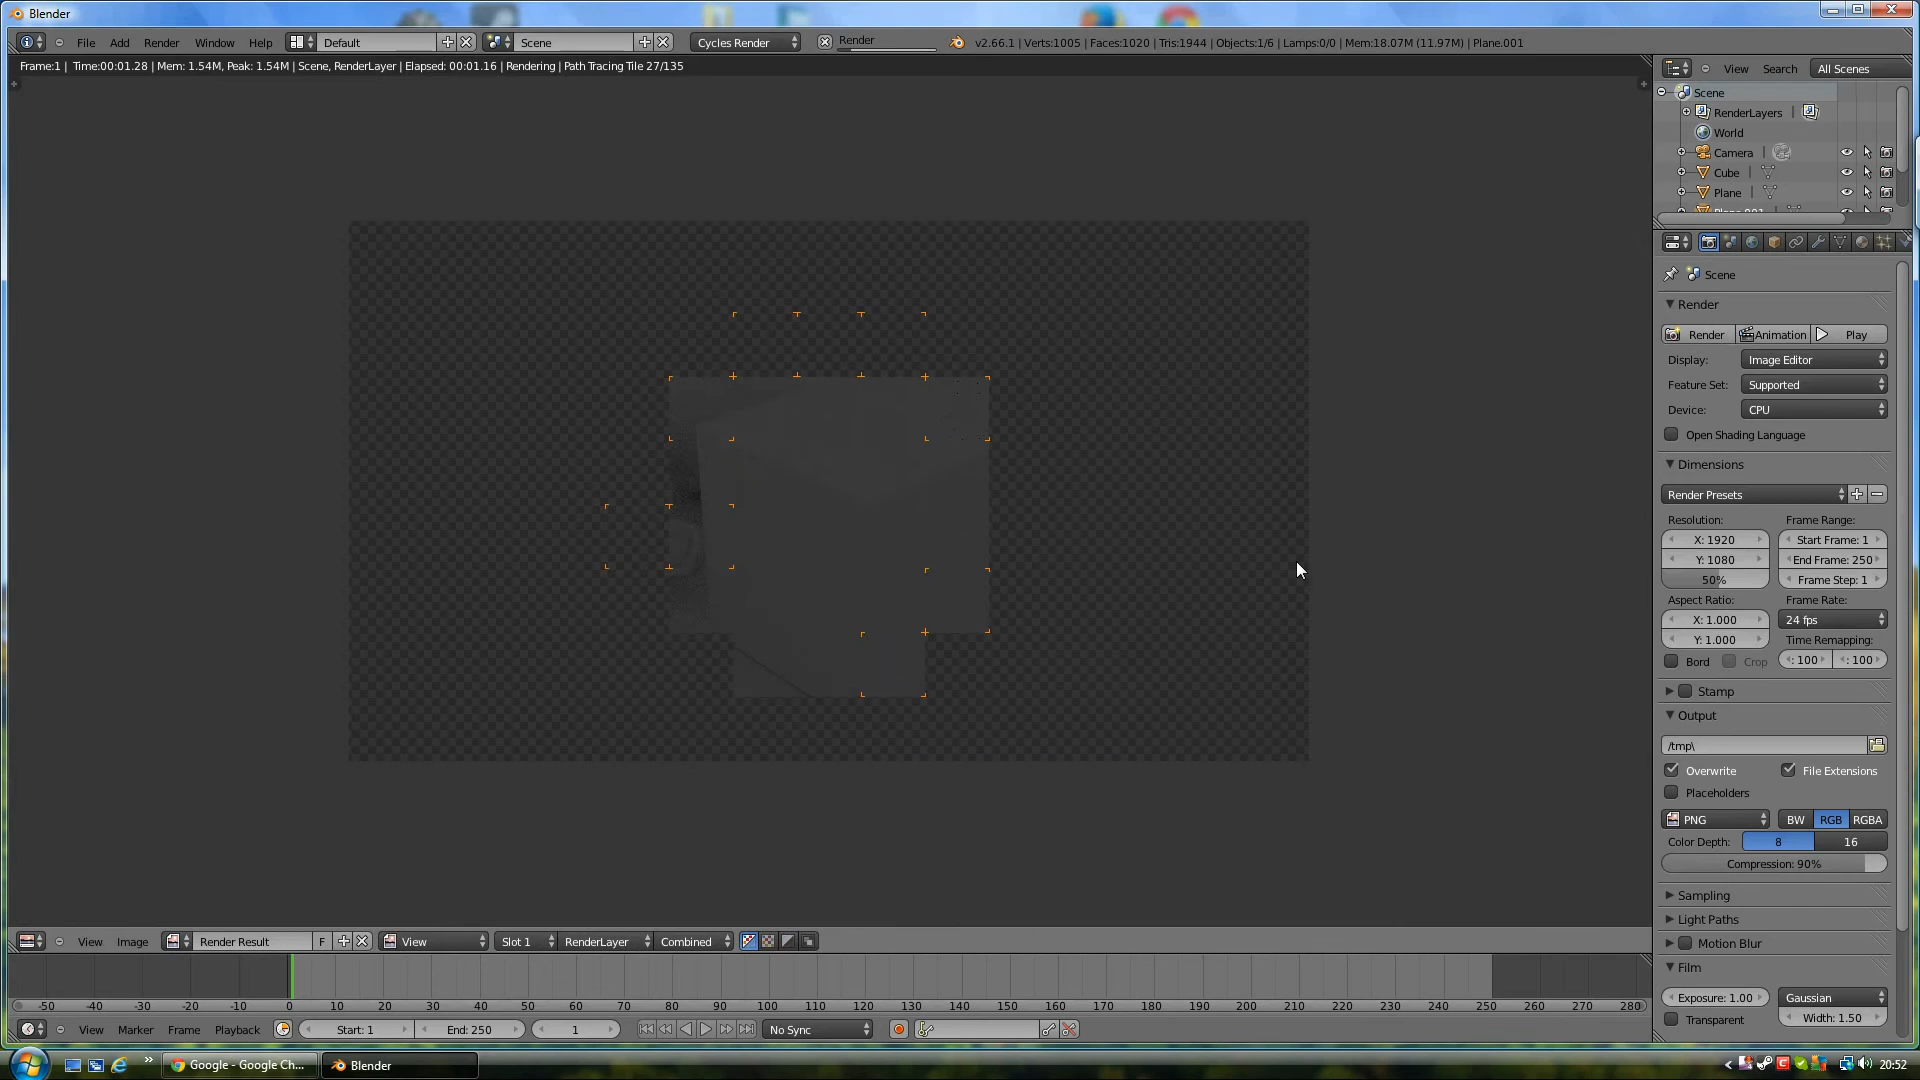 Blender
File Add Render Window Help Default Scene Cycles Render Render v2.66.1 | Verts:1005 | Faces:1020 | Tris:1944 | Objects:1/6 | Lamps:0/0 | Mem:18.07M (11.97M) | Plane.001
Frame:1 | Time:00:01.28 | Mem: 1.54M, Peak: 1.54M | Scene, RenderLayer | Elapsed: 00:01.16 | Rendering | Path Tracing Tile 27/135
View Search All Scenes
Scene
RenderLayers |
World
Camera |
Cube |
Plane |
Plane.001
Scene
Render
Render Animation Play
Display: Image Editor
Feature Set: Supported
Device: CPU
Open Shading Language
Dimensions
Render Presets
Resolution: Frame Range:
X: 1920 Start Frame: 1
Y: 1080 End Frame: 250
50% Frame Step: 1
Aspect Ratio: Frame Rate:
X: 1.000 24 fps
Y: 1.000 Time Remapping:
Bord Crop : 100 : 100
Stamp
Output
/tmp\
Overwrite File Extensions
Placeholders
PNG BW RGB RGBA
Color Depth: 8 16
Compression: 90%
Sampling
Light Paths
Motion Blur
Film
Exposure: 1.00 Gaussian
Transparent Width: 1.50
View Image Render Result F View Slot 1 RenderLayer Combined
-50 -40 -30 -20 -10 0 10 20 30 40 50 60 70 80 90 100 110 120 130 140 150 160 170 180 190 200 210 220 230 240 250 260 270 280
View Marker Frame Playback Start: 1 End: 250 1 No Sync
Google - Google Ch... Blender 20:52